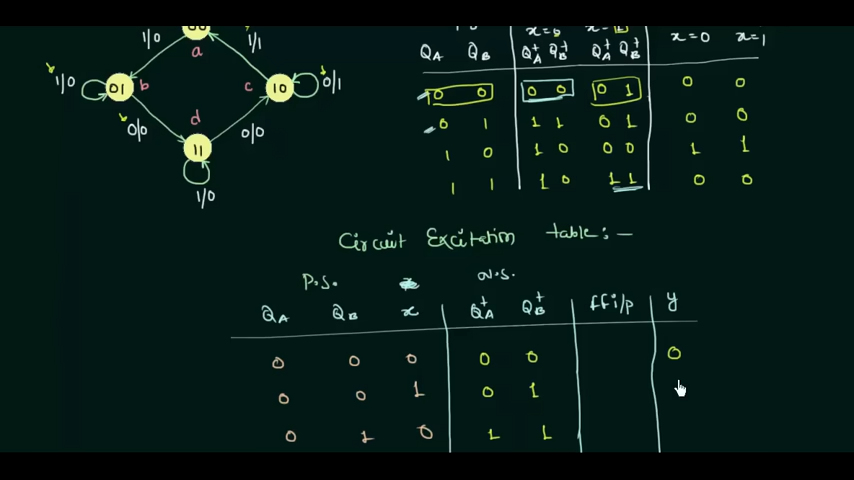 1/0
a
1/1
1/0
01
b
c
10
0/1
0/0
d
0/0
11
1/0
x=0
x=0 x=1
QA QB QA+ QB+ QA+ QB+
0 0 0 0 0 1 0 0
0 1 1 1 0 1 0 0
1 0 1 0 0 0 1 1
1 1 1 0 1 1 0 0
Circuit Excitation table:-
P.S. N.S.
QA QB x QA+ QB+ ff i/p y
0 0 0 0 0 0
0 0 1 0 1
0 1 0 1 1